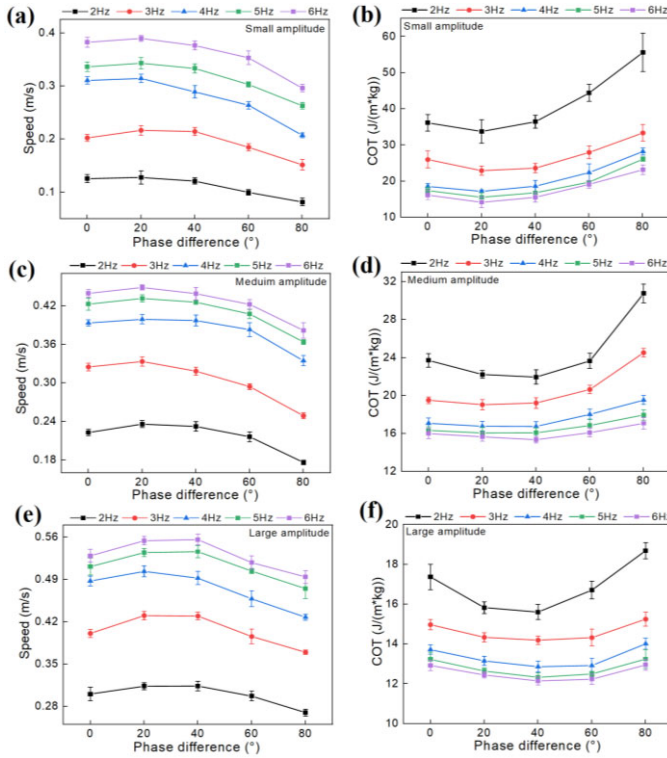 (a)
2Hz 3Hz 4Hz 5Hz 6Hz
Small amplitude
Speed (m/s)
0.4
0.3
0.2
0.1
0 20 40 60 80
Phase difference (°)
(b)
2Hz 3Hz 4Hz 5Hz 6Hz
Small amplitude
COT (J/(m*kg))
60
50
40
30
20
10
0 20 40 60 80
Phase difference (°)
(c)
2Hz 3Hz 4Hz 5Hz 6Hz
Meduim amplitude
Speed (m/s)
0.42
0.36
0.30
0.24
0.18
0 20 40 60 80
Phase difference (°)
(d)
2Hz 3Hz 4Hz 5Hz 6Hz
Medium amplitude
COT (J/(m*kg))
32
28
24
20
16
12
0 20 40 60 80
Phase difference (°)
(e)
2Hz 3Hz 4Hz 5Hz 6Hz
Large amplitude
Speed (m/s)
0.56
0.49
0.42
0.35
0.28
0 20 40 60 80
Phase difference (°)
(f)
2Hz 3Hz 4Hz 5Hz 6Hz
Large amplitude
COT (J/(m*kg))
20
18
16
14
12
10
0 20 40 60 80
Phase difference (°)